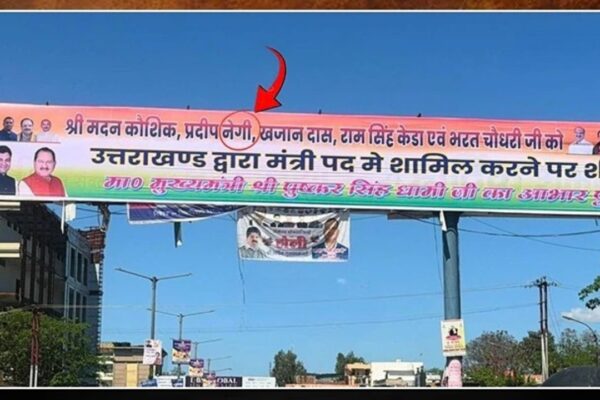 श्री मदन कौशिक, प्रदीप नेगी, खजान दास, राम सिंह केडा एवं भरत चौधरी जी को
उत्तराखण्ड द्वारा मंत्री पद मे शामिल करने पर
मा० मुख्यमंत्री श्री पुष्कर सिंह धामी जी का आभार
होली